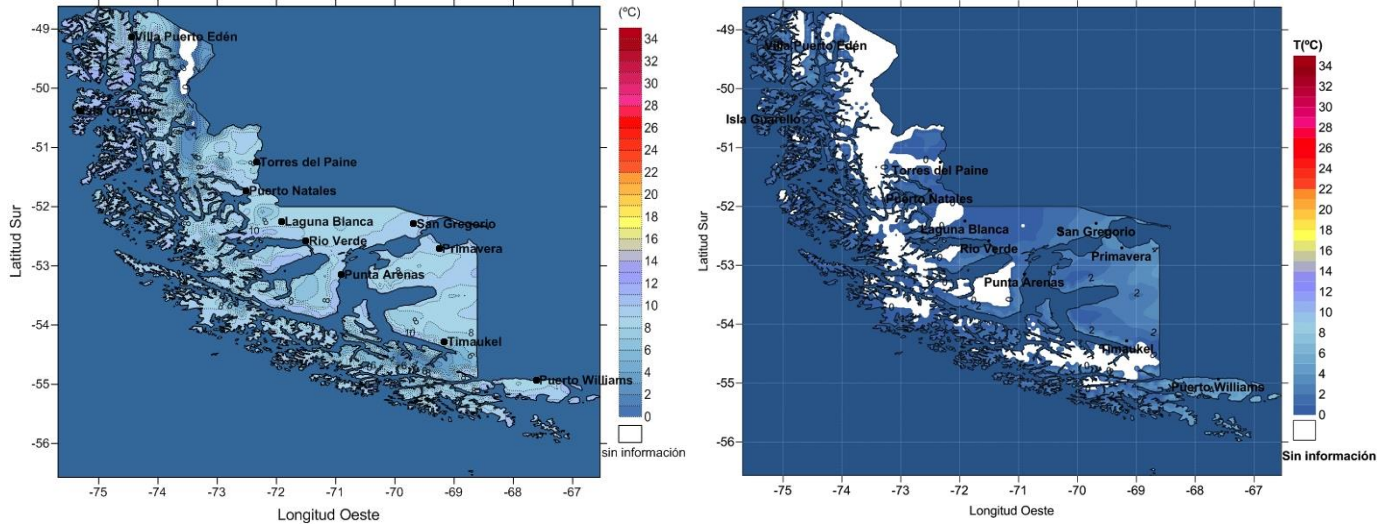 (ºC)
34
32
30
28
26
24
22
20
18
16
14
12
10
8
6
4
2
0
sin información
-49
-50
-51
-52
-53
-54
-55
-56
Latitud Sur
Villa Puerto Edén
Torres del Paine
Puerto Natales
Laguna Blanca
San Gregorio
Rio Verde
Primavera
Punta Arenas
Timaukel
Puerto Williams
-75
-74
-73
-72
-71
-70
-69
-68
-67
Longitud Oeste
T(ºC)
34
32
30
28
26
24
22
20
18
16
14
12
10
8
6
4
2
0
Sin información
-49
-50
-51
-52
-53
-54
-55
-56
Latitud Sur
Villa Puerto Edén
Isla Guarello
Torres del Paine
Puerto Natales
Laguna Blanca
San Gregorio
Rio Verde
Primavera
Punta Arenas
Timaukel
Puerto Williams
-75
-74
-73
-72
-71
-70
-69
-68
-67
Longitud Oeste